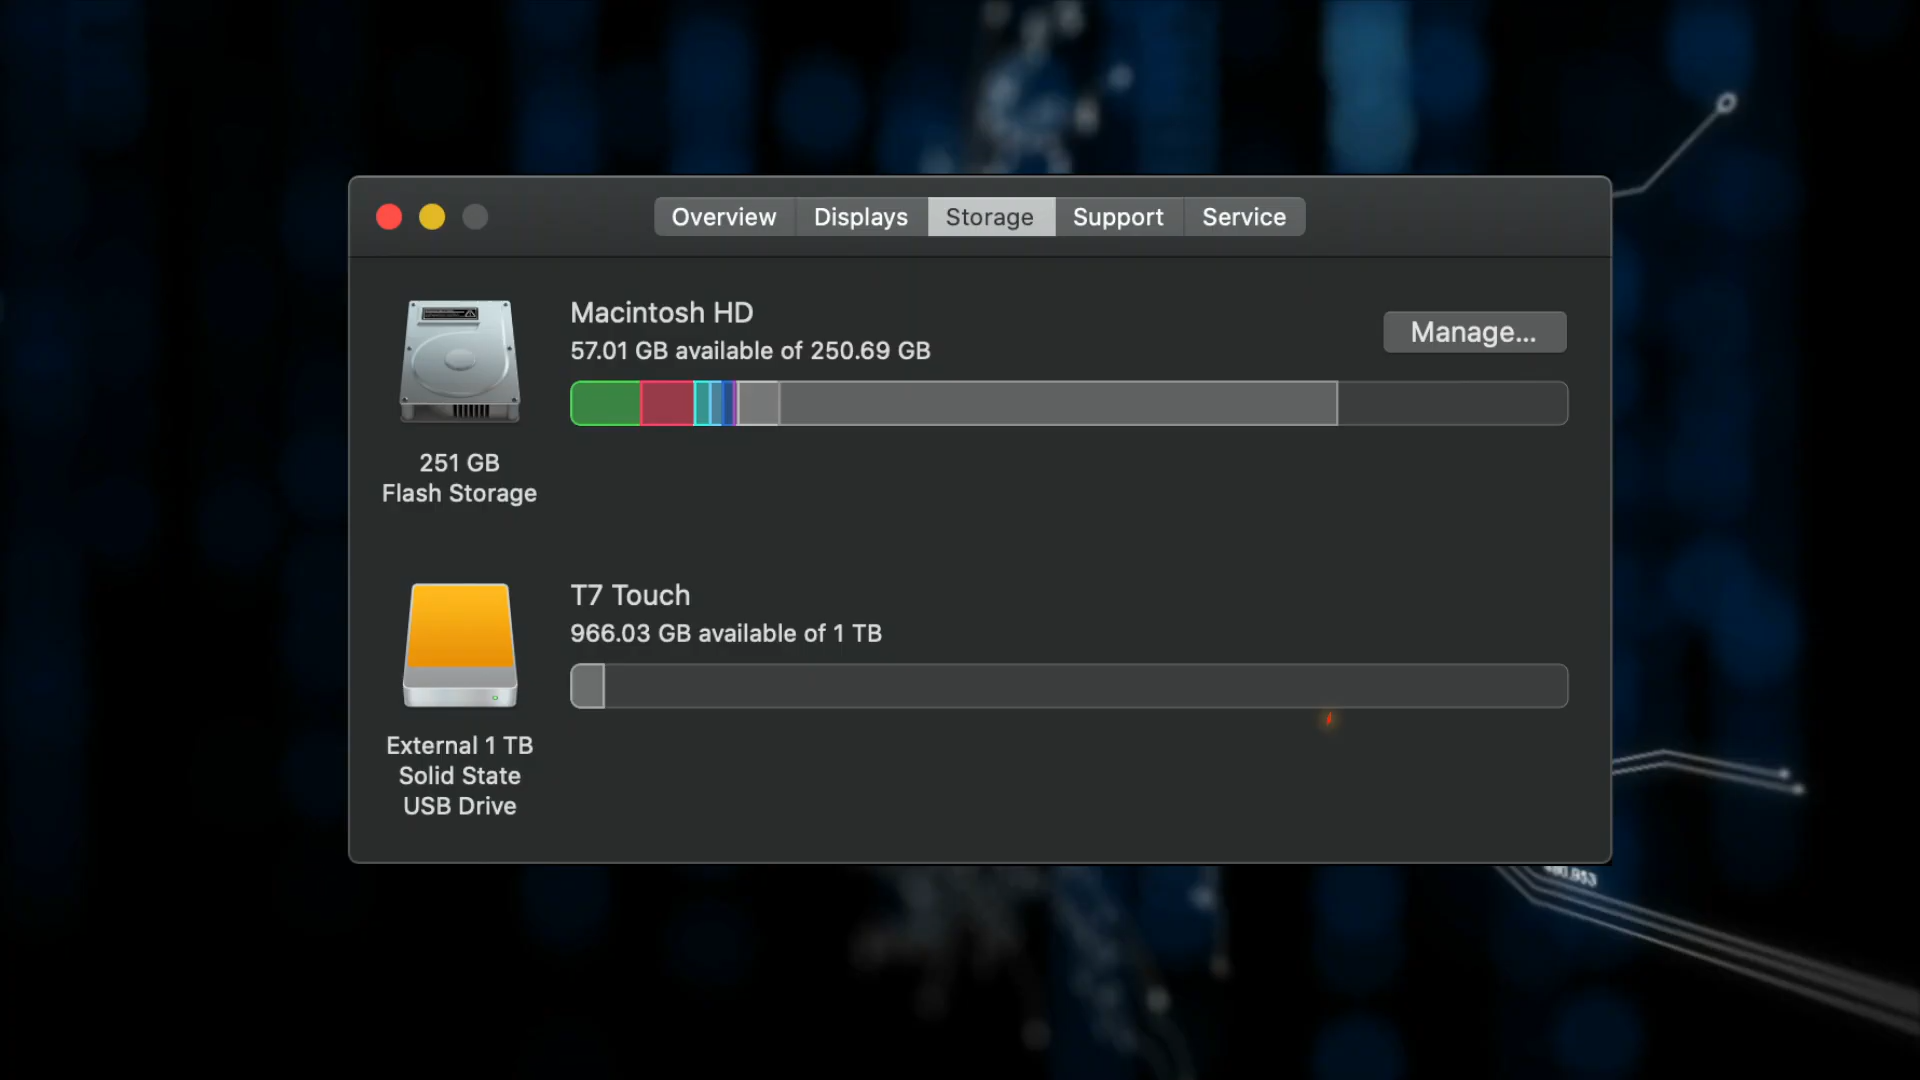 Overview Displays Storage Support Service
Macintosh HD
57.01 GB available of 250.69 GB
Manage...
251 GB
Flash Storage
T7 Touch
966.03 GB available of 1 TB
External 1 TB
Solid State
USB Drive